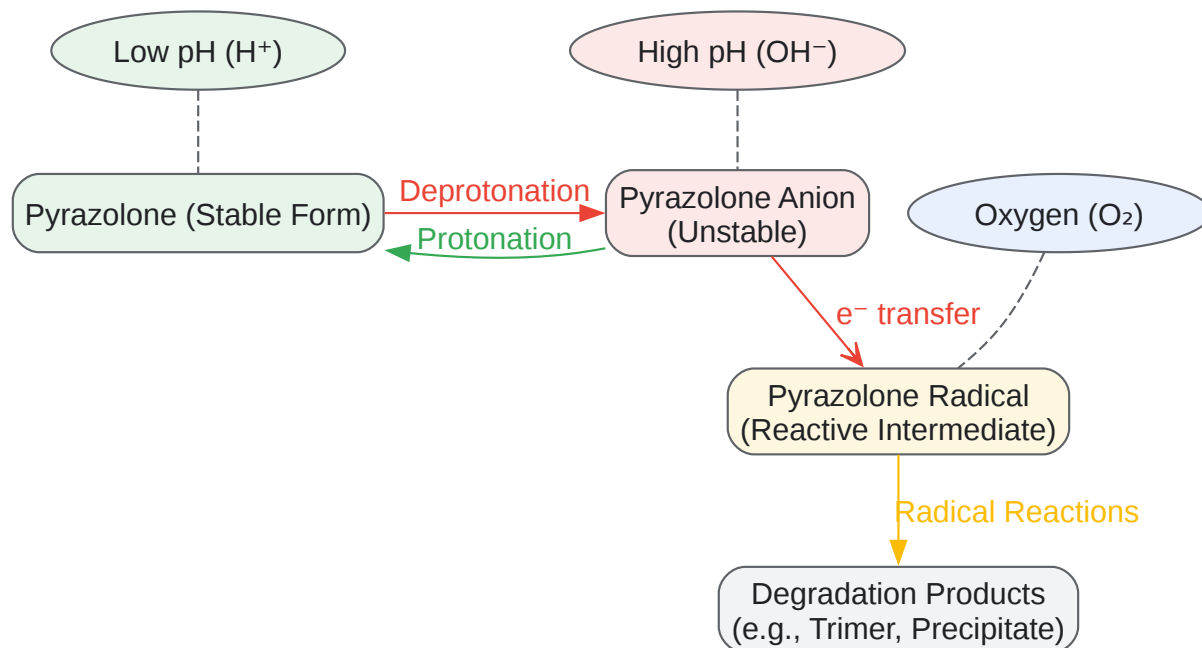 Low pH (H⁺)
High pH (OH⁻)
Pyrazolone (Stable Form)
Deprotonation
Protonation
Pyrazolone Anion
(Unstable)
Oxygen (O₂)
e⁻ transfer
Pyrazolone Radical
(Reactive Intermediate)
Radical Reactions
Degradation Products
(e.g., Trimer, Precipitate)